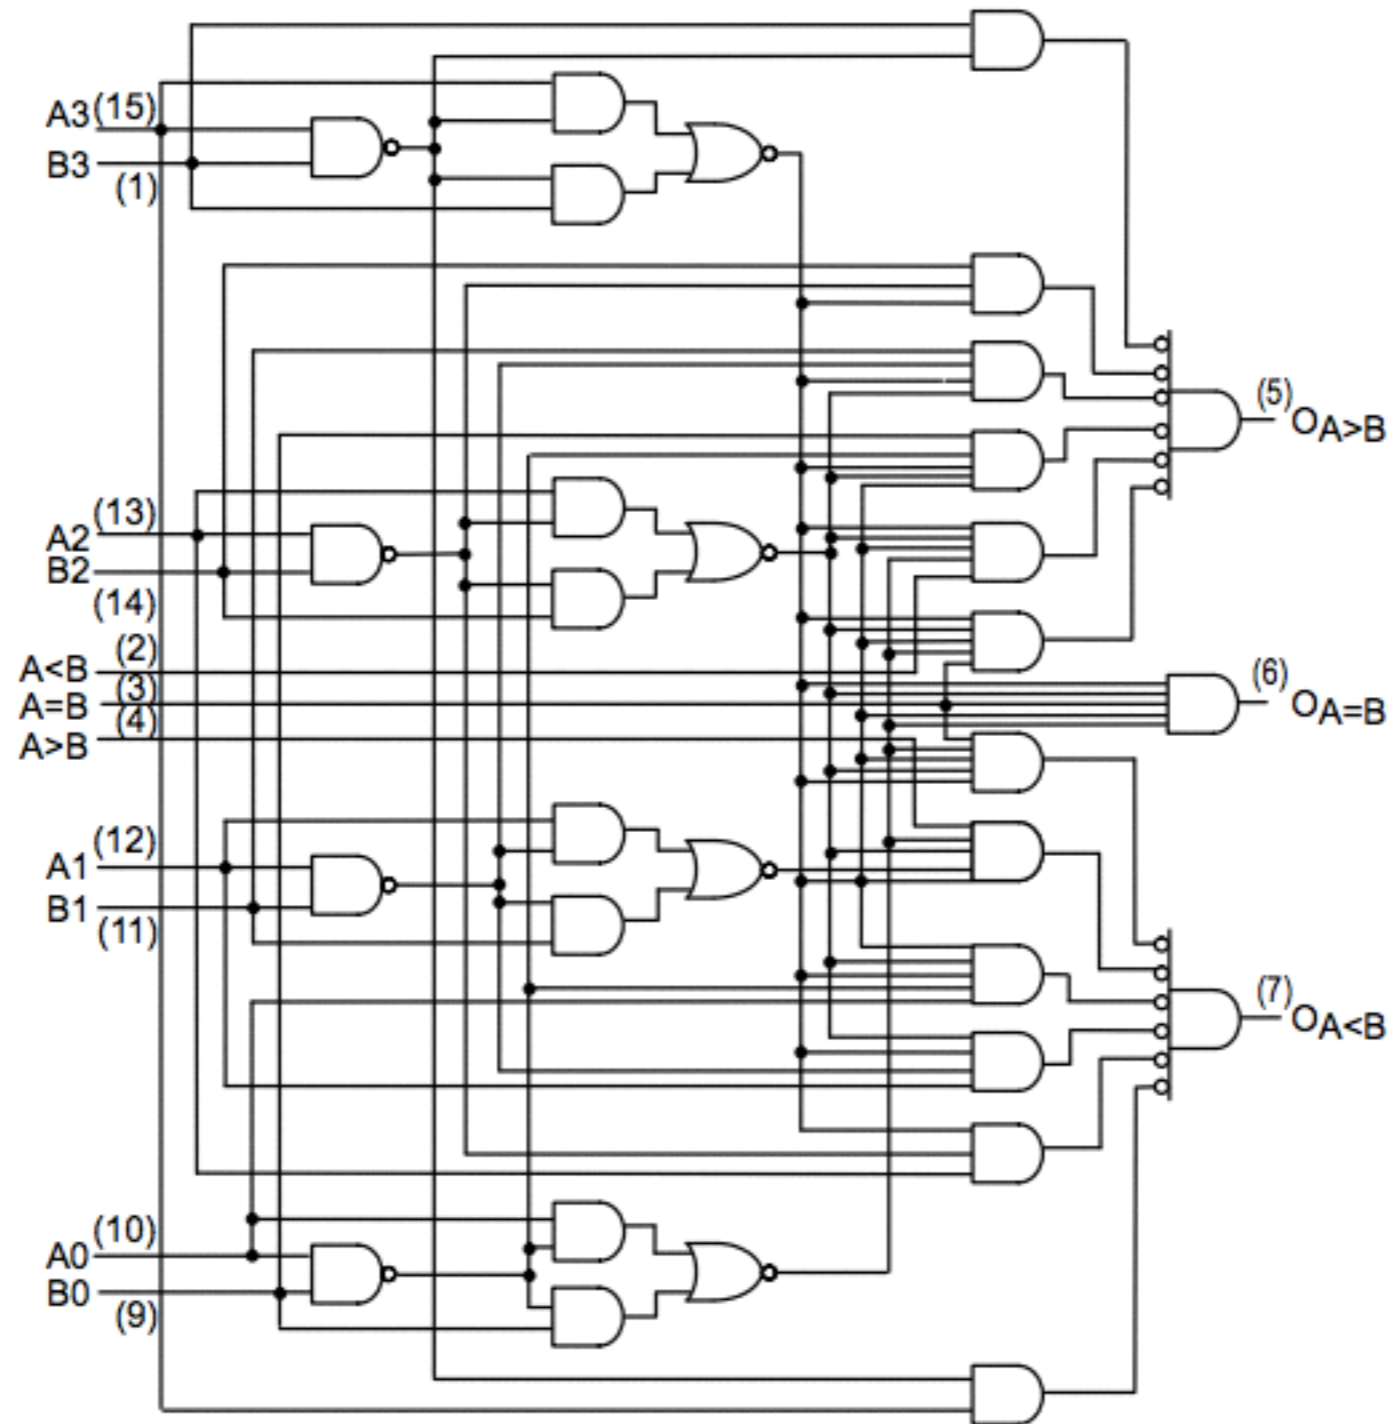 A3 (15)
B3
(1)
(5)
OA>B
A2 (13)
B2
(14)
A<B (2)
A=B (3)
A>B (4)
(6)
OA=B
A1 (12)
B1
(11)
(7)
OA<B
A0 (10)
B0
(9)